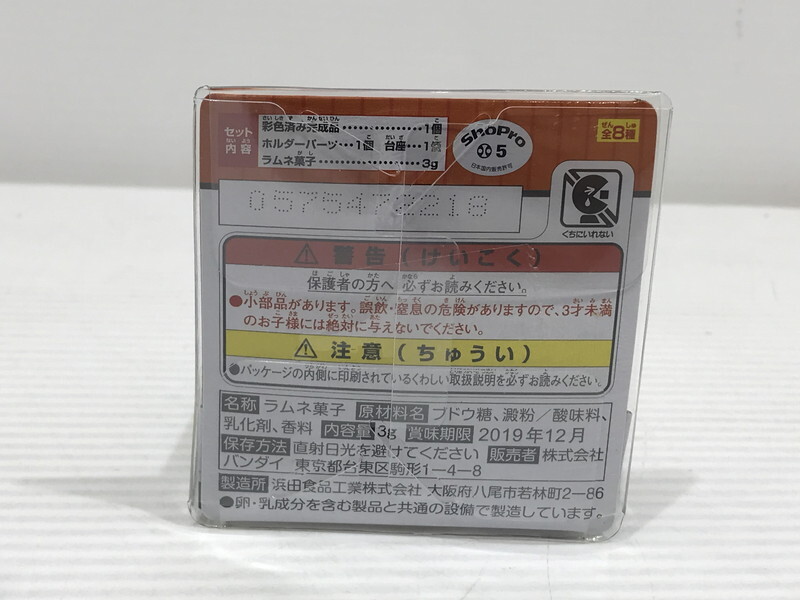 セット
内容
彩色済み完成品…………1個
ホルダーパーツ…1個 台座…1個
ラムネ菓子………………3g
ShoPro
5
日本国内販売許可
全8種
0575472218
くちにいれない
⚠ 警告(けいこく)
保護者の方へ 必ずお読みください。
●小部品があります。誤飲・窒息の危険がありますので、3才未満
のお子様には絶対に与えないでください。
⚠ 注意(ちゅうい)
●パッケージの内側に印刷されているくわしい取扱説明を必ずお読みください。
名称 ラムネ菓子 原材料名 ブドウ糖、澱粉/酸味料、
乳化剤、香料 内容量 3g 賞味期限 2019年12月
保存方法 直射日光を避けてください 販売者 株式会社
バンダイ 東京都台東区駒形1-4-8
製造所 浜田食品工業株式会社 大阪府八尾市若林町2-86
●卵・乳成分を含む製品と共通の設備で製造しています。